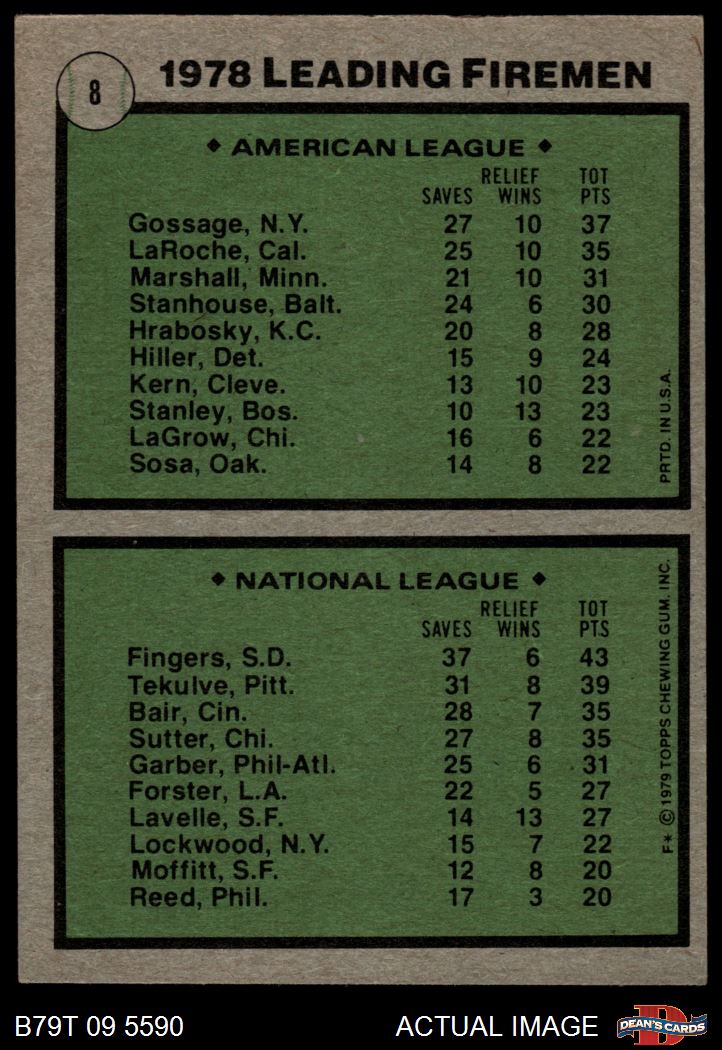 8
1978 LEADING FIREMEN
◆ AMERICAN LEAGUE ◆
SAVES RELIEF WINS TOT PTS
Gossage, N.Y. 27 10 37
LaRoche, Cal. 25 10 35
Marshall, Minn. 21 10 31
Stanhouse, Balt. 24 6 30
Hrabosky, K.C. 20 8 28
Hiller, Det. 15 9 24
Kern, Cleve. 13 10 23
Stanley, Bos. 10 13 23
LaGrow, Chi. 16 6 22
Sosa, Oak. 14 8 22
PRTD. IN U.S.A.
◆ NATIONAL LEAGUE ◆
SAVES RELIEF WINS TOT PTS
Fingers, S.D. 37 6 43
Tekulve, Pitt. 31 8 39
Bair, Cin. 28 7 35
Sutter, Chi. 27 8 35
Garber, Phil-Atl. 25 6 31
Forster, L.A. 22 5 27
Lavelle, S.F. 14 13 27
Lockwood, N.Y. 15 7 22
Moffitt, S.F. 12 8 20
Reed, Phil. 17 3 20
F* © 1979 TOPPS CHEWING GUM, INC.
B79T 09 5590
ACTUAL IMAGE
D
DEAN'S CARDS